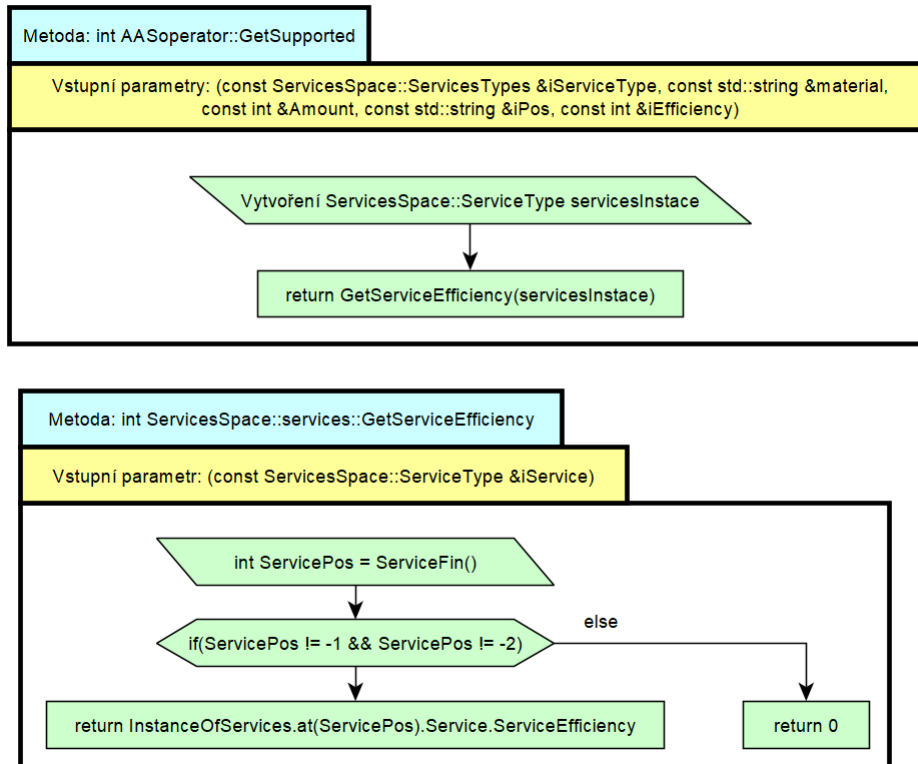 Metoda: int AASoperator::GetSupported
Vstupní parametry: (const ServicesSpace::ServicesTypes &iServiceType, const std::string &material,
const int &Amount, const std::string &iPos, const int &iEfficiency)
Vytvoření ServicesSpace::ServiceType servicesInstace
return GetServiceEfficiency(servicesInstace)
Metoda: int ServicesSpace::services::GetServiceEfficiency
Vstupní parametr: (const ServicesSpace::ServiceType &iService)
int ServicePos = ServiceFin()
if(ServicePos != -1 && ServicePos != -2)
else
return InstanceOfServices.at(ServicePos).Service.ServiceEfficiency
return 0